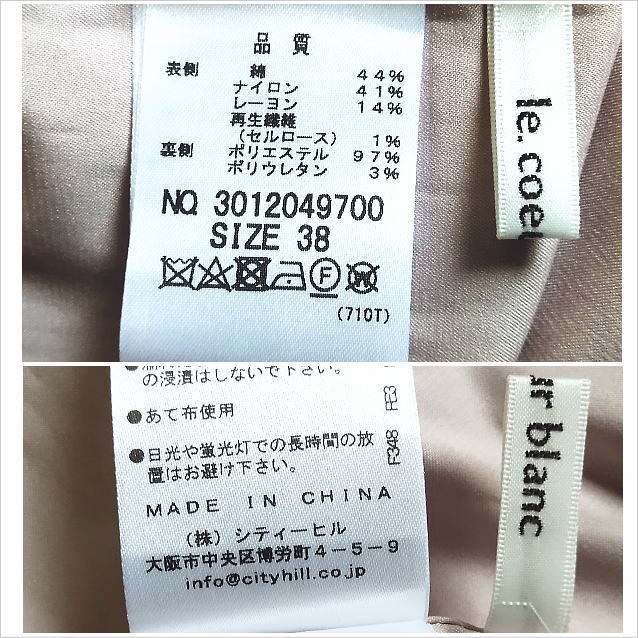 品質
表側 綿 44%
ナイロン 41%
レーヨン 14%
再生繊維
(セルロース) 1%
裏側 ポリエステル 97%
ポリウレタン 3%
NO. 3012049700
SIZE 38
F W
(710T)
le. coeu
の浸漬はしないで下さい。
●あて布使用
●日光や蛍光灯での長時間の放
置はお避け下さい。
MADE IN CHINA
(株)シティーヒル
大阪市中央区博労町4-5-9
info@cityhill.co.jp
F348 FE3
ur blanc